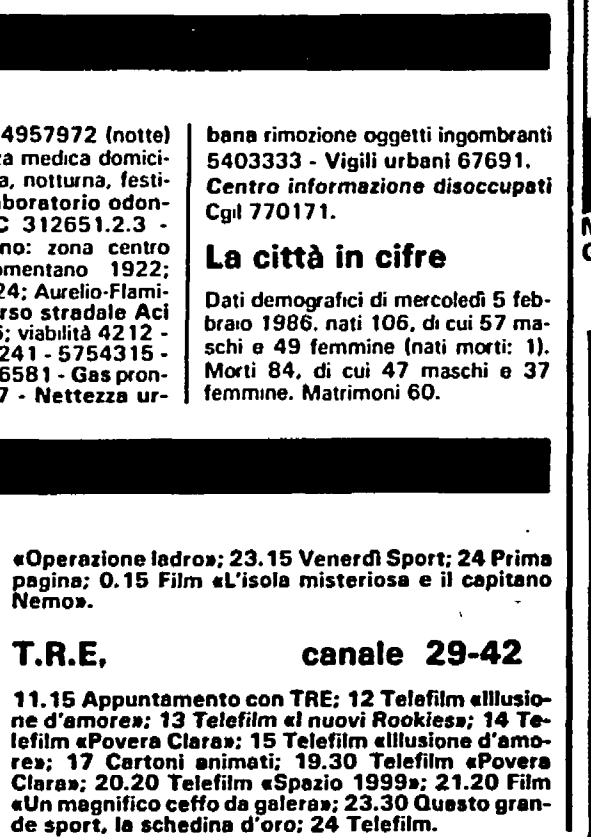 4957972 (notte)
a medica domici-
a, notturna, festi-
boratorio odon-
C 312651.2.3 -
no: zona centro
omentano 1922;
24; Aurelio-Flami-
rso stradale Aci
6; viabilità 4212 -
241 - 5754315 -
6581 - Gas pron-
7 - Nettezza ur-
bana rimozione oggetti ingombranti
5403333 - Vigili urbani 67691.
Centro informazione disoccupati
Cgil 770171.
La città in cifre
Dati demografici di mercoledì 5 feb-
braio 1986. nati 106, di cui 57 ma-
schi e 49 femmine (nati morti: 1).
Morti 84, di cui 47 maschi e 37
femmine. Matrimoni 60.
«Operazione ladro»; 23.15 Venerdì Sport; 24 Prima
pagina; 0.15 Film «L'isola misteriosa e il capitano
Nemo».
T.R.E, canale 29-42
11.15 Appuntamento con TRE; 12 Telefilm «Illusio-
ne d'amore»; 13 Telefilm «I nuovi Rookies»; 14 Te-
lefilm «Povera Clara»; 15 Telefilm «Illusione d'amo-
re»; 17 Cartoni animati; 19.30 Telefilm «Povera
Clara»; 20.20 Telefilm «Spazio 1999»; 21.20 Film
«Un magnifico ceffo da galera»; 23.30 Questo gran-
de sport, la schedina d'oro; 24 Telefilm.